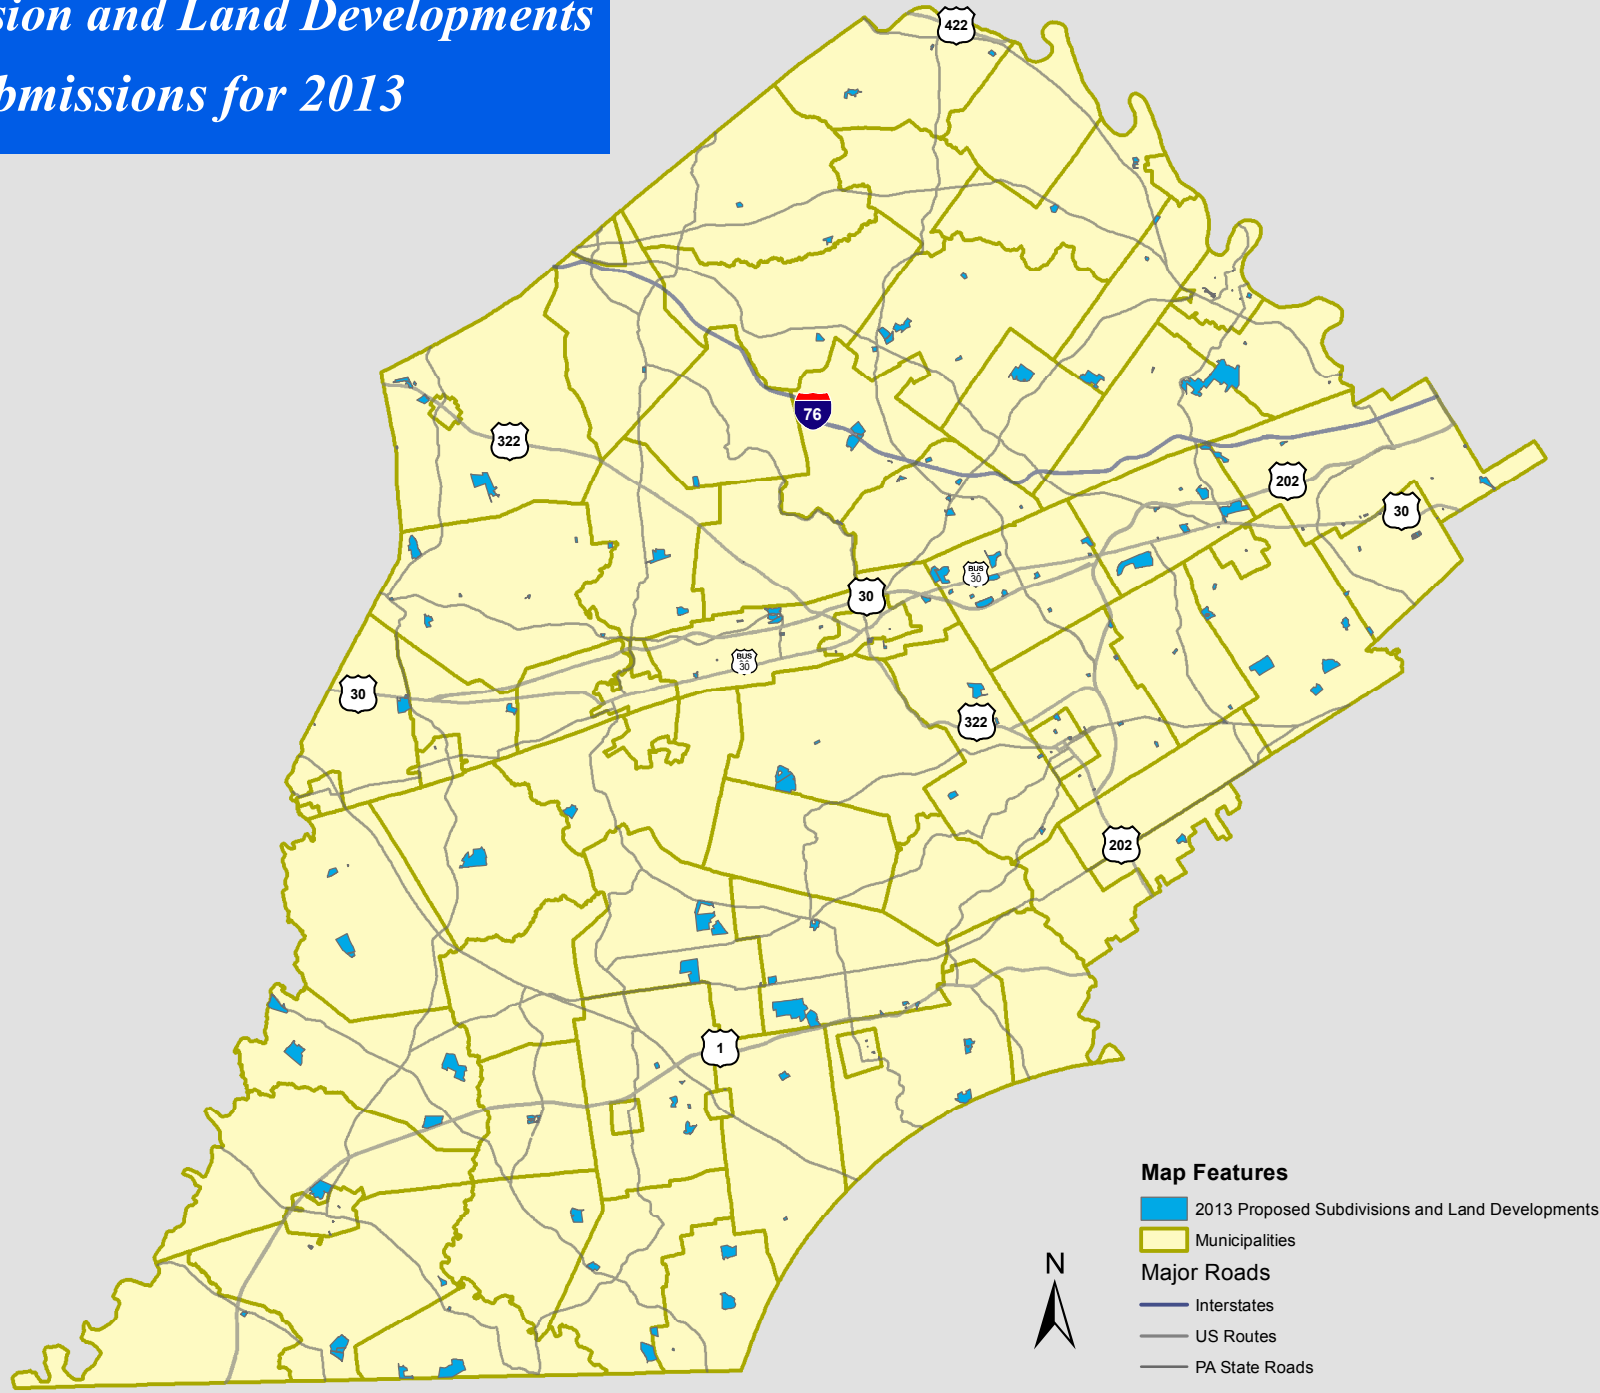 sion and Land Developments
bmissions for 2013
422
322
76
202
30
BUS
30
30
BUS
30
30
322
202
1
Map Features
2013 Proposed Subdivisions and Land Developments
Municipalities
Major Roads
Interstates
US Routes
PA State Roads
N